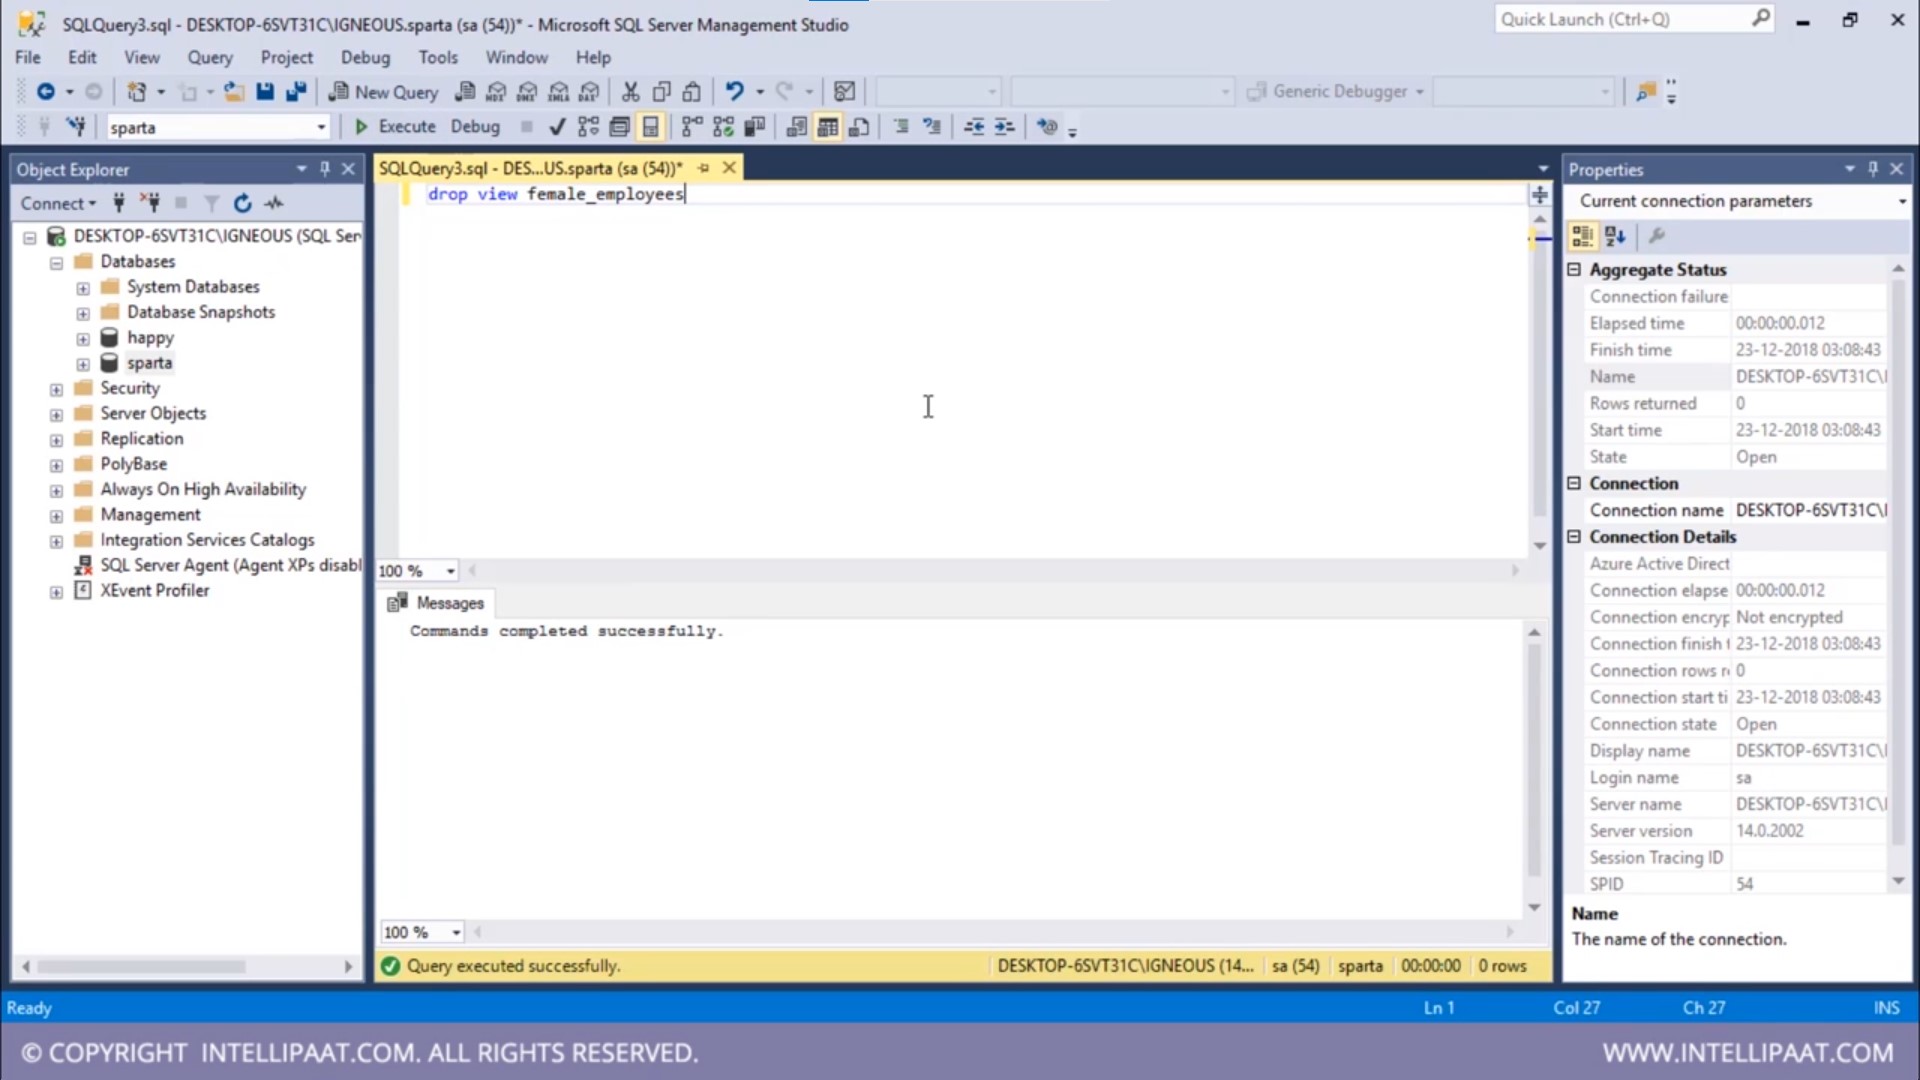 SQLQuery3.sql - DESKTOP-6SVT31C\IGNEOUS.sparta (sa (54))* - Microsoft SQL Server Management Studio
Quick Launch (Ctrl+Q)
File Edit View Query Project Debug Tools Window Help
New Query
MDX DMX XMLA DAX
Generic Debugger
sparta
Execute Debug
Object Explorer
Connect
DESKTOP-6SVT31C\IGNEOUS (SQL Ser
Databases
System Databases
Database Snapshots
happy
sparta
Security
Server Objects
Replication
PolyBase
Always On High Availability
Management
Integration Services Catalogs
SQL Server Agent (Agent XPs disabl
XEvent Profiler
SQLQuery3.sql - DES...US.sparta (sa (54))*
drop view female_employees
100 %
Messages
Commands completed successfully.
100 %
Query executed successfully.
DESKTOP-6SVT31C\IGNEOUS (14... sa (54) sparta 00:00:00 0 rows
Properties
Current connection parameters
Aggregate Status
Connection failure
Elapsed time 00:00:00.012
Finish time 23-12-2018 03:08:43
Name DESKTOP-6SVT31C\I
Rows returned 0
Start time 23-12-2018 03:08:43
State Open
Connection
Connection name DESKTOP-6SVT31C\I
Connection Details
Azure Active Direct
Connection elapse 00:00:00.012
Connection encryp Not encrypted
Connection finish t 23-12-2018 03:08:43
Connection rows re 0
Connection start ti 23-12-2018 03:08:43
Connection state Open
Display name DESKTOP-6SVT31C\I
Login name sa
Server name DESKTOP-6SVT31C\I
Server version 14.0.2002
Session Tracing ID
SPID 54
Name
The name of the connection.
Ready
Ln 1 Col 27 Ch 27 INS
© COPYRIGHT INTELLIPAAT.COM. ALL RIGHTS RESERVED.
WWW.INTELLIPAAT.COM